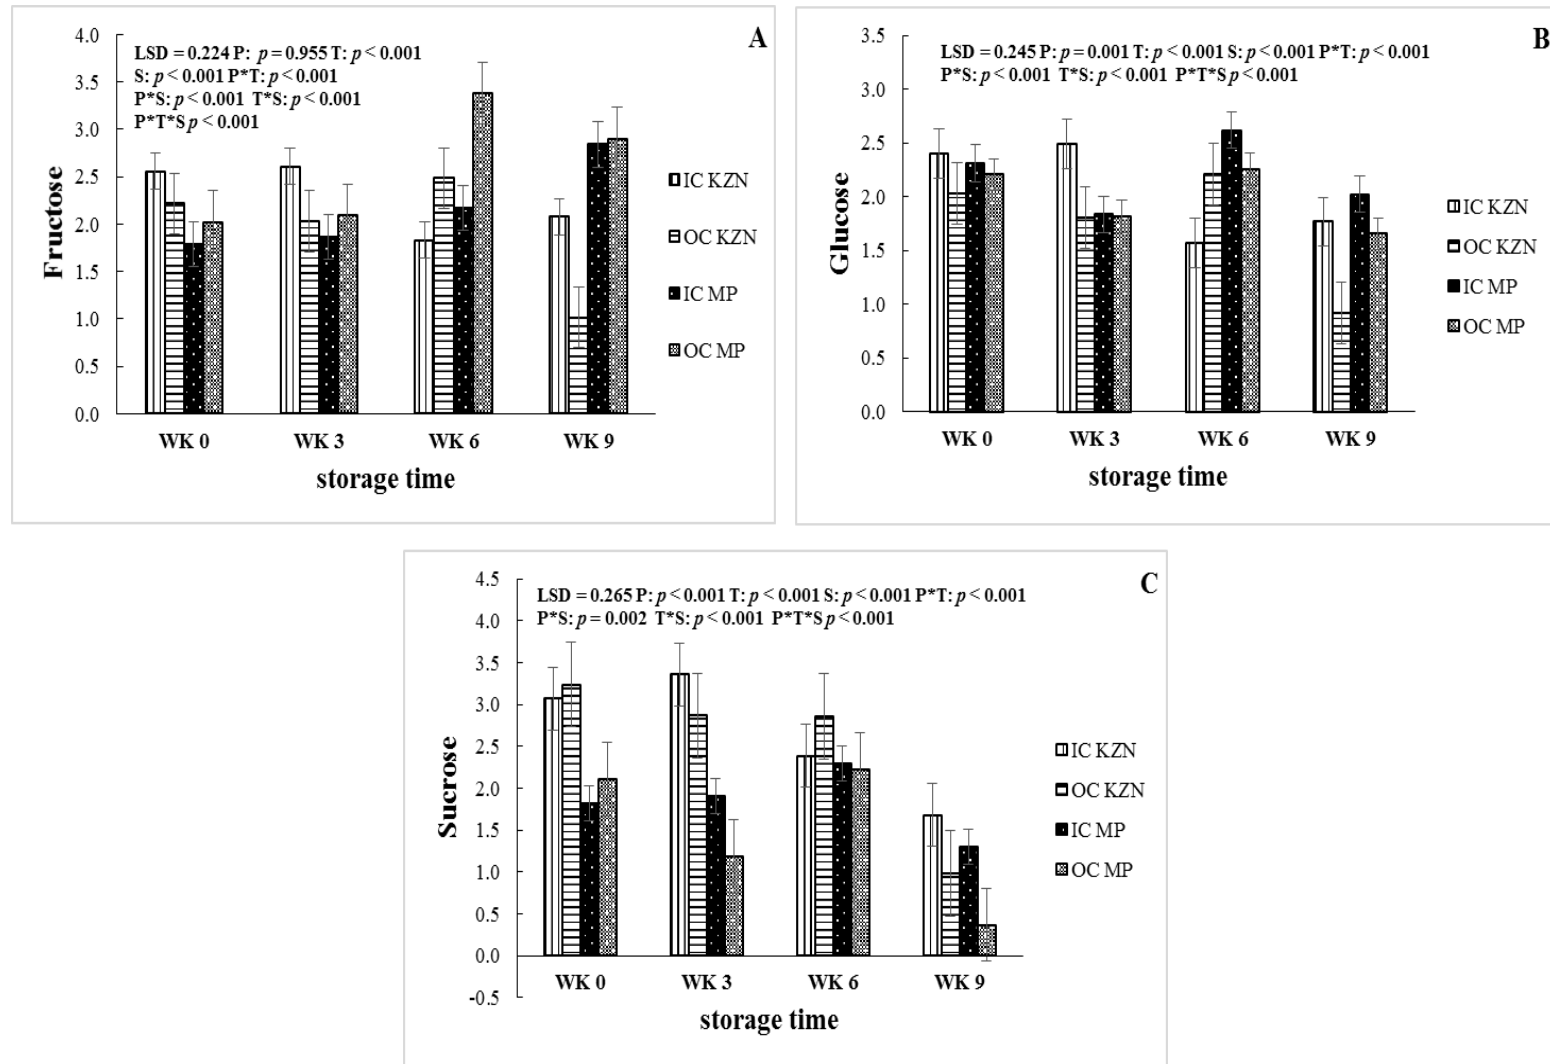 A
LSD = 0.224 P: p = 0.955 T: p < 0.001
S: p < 0.001 P*T: p < 0.001
P*S: p < 0.001 T*S: p < 0.001
P*T*S p < 0.001
4.0
3.5
3.0
2.5
2.0
1.5
1.0
0.5
0.0
Fructose
WK 0 WK 3 WK 6 WK 9
storage time
IC KZN
OC KZN
IC MP
OC MP
B
LSD = 0.245 P: p = 0.001 T: p < 0.001 S: p < 0.001 P*T: p < 0.001
P*S: p < 0.001 T*S: p < 0.001 P*T*S p < 0.001
3.5
3.0
2.5
2.0
1.5
1.0
0.5
0.0
Glucose
WK 0 WK 3 WK 6 WK 9
storage time
IC KZN
OC KZN
IC MP
OC MP
C
LSD = 0.265 P: p < 0.001 T: p < 0.001 S: p < 0.001 P*T: p < 0.001
P*S: p = 0.002 T*S: p < 0.001 P*T*S p < 0.001
4.5
4.0
3.5
3.0
2.5
2.0
1.5
1.0
0.5
0.0
-0.5
Sucrose
WK 0 WK 3 WK 6 WK 9
storage time
IC KZN
OC KZN
IC MP
OC MP